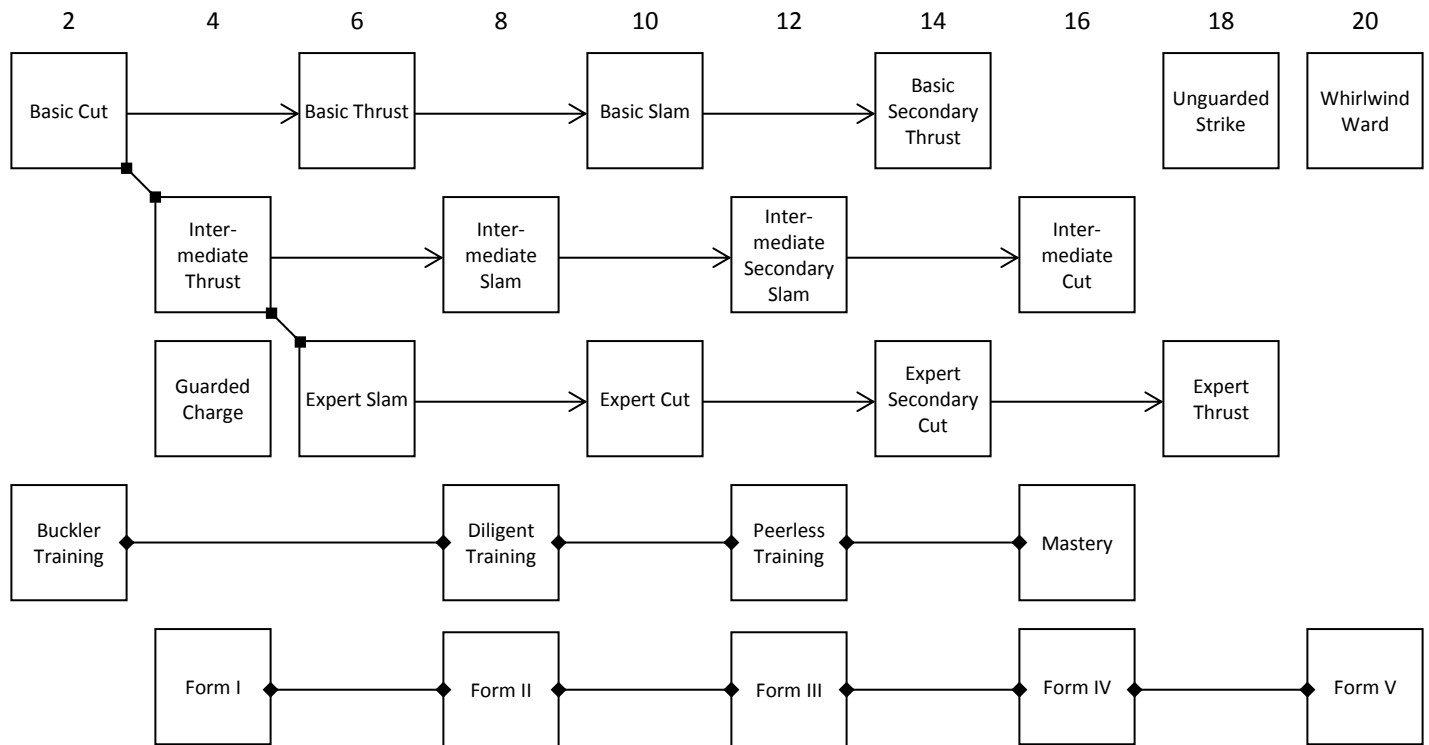 2 4 6 8 10 12 14 16 18 20
Basic Cut
Basic Thrust
Basic Slam
Basic
Secondary
Thrust
Unguarded
Strike
Whirlwind
Ward
Inter-
mediate
Thrust
Inter-
mediate
Slam
Inter-
mediate
Secondary
Slam
Inter-
mediate
Cut
Guarded
Charge
Expert Slam
Expert Cut
Expert
Secondary
Cut
Expert
Thrust
Buckler
Training
Diligent
Training
Peerless
Training
Mastery
Form I
Form II
Form III
Form IV
Form V